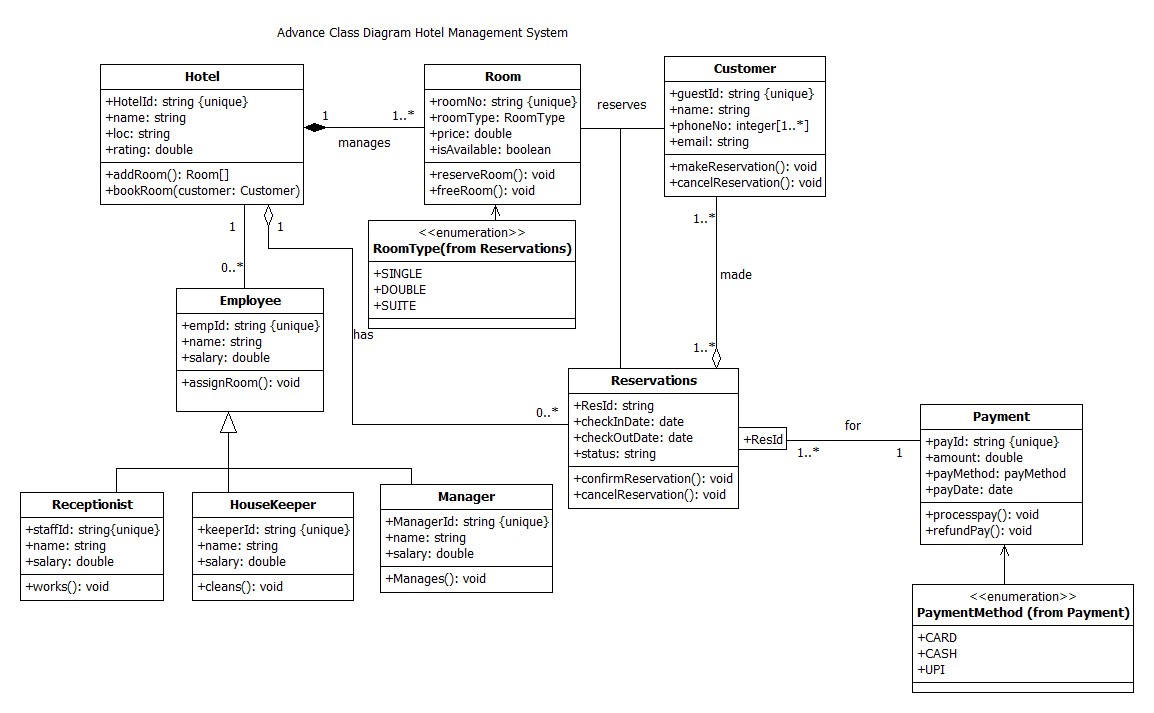 Advance Class Diagram Hotel Management System
Hotel
+HotelId: string {unique}
+name: string
+loc: string
+rating: double
+addRoom(): Room[]
+bookRoom(customer: Customer)
1
1..*
manages
Room
+roomNo: string {unique}
+roomType: RoomType
+price: double
+isAvailable: boolean
+reserveRoom(): void
+freeRoom(): void
reserves
Customer
+guestId: string {unique}
+name: string
+phoneNo: integer[1..*]
+email: string
+makeReservation(): void
+cancelReservation(): void
1
1
0..*
<<enumeration>>
RoomType(from Reservations)
+SINGLE
+DOUBLE
+SUITE
1..*
made
1..*
Employee
+empId: string {unique}
+name: string
+salary: double
+assignRoom(): void
has
0..*
Reservations
+ResId: string
+checkInDate: date
+checkOutDate: date
+status: string
+confirmReservation(): void
+cancelReservation(): void
+ResId
for
1..*
1
Payment
+payId: string {unique}
+amount: double
+payMethod: payMethod
+payDate: date
+processpay(): void
+refundPay(): void
Receptionist
+staffId: string{unique}
+name: string
+salary: double
+works(): void
HouseKeeper
+keeperId: string {unique}
+name: string
+salary: double
+cleans(): void
Manager
+ManagerId: string {unique}
+name: string
+salary: double
+Manages(): void
<<enumeration>>
PaymentMethod (from Payment)
+CARD
+CASH
+UPI